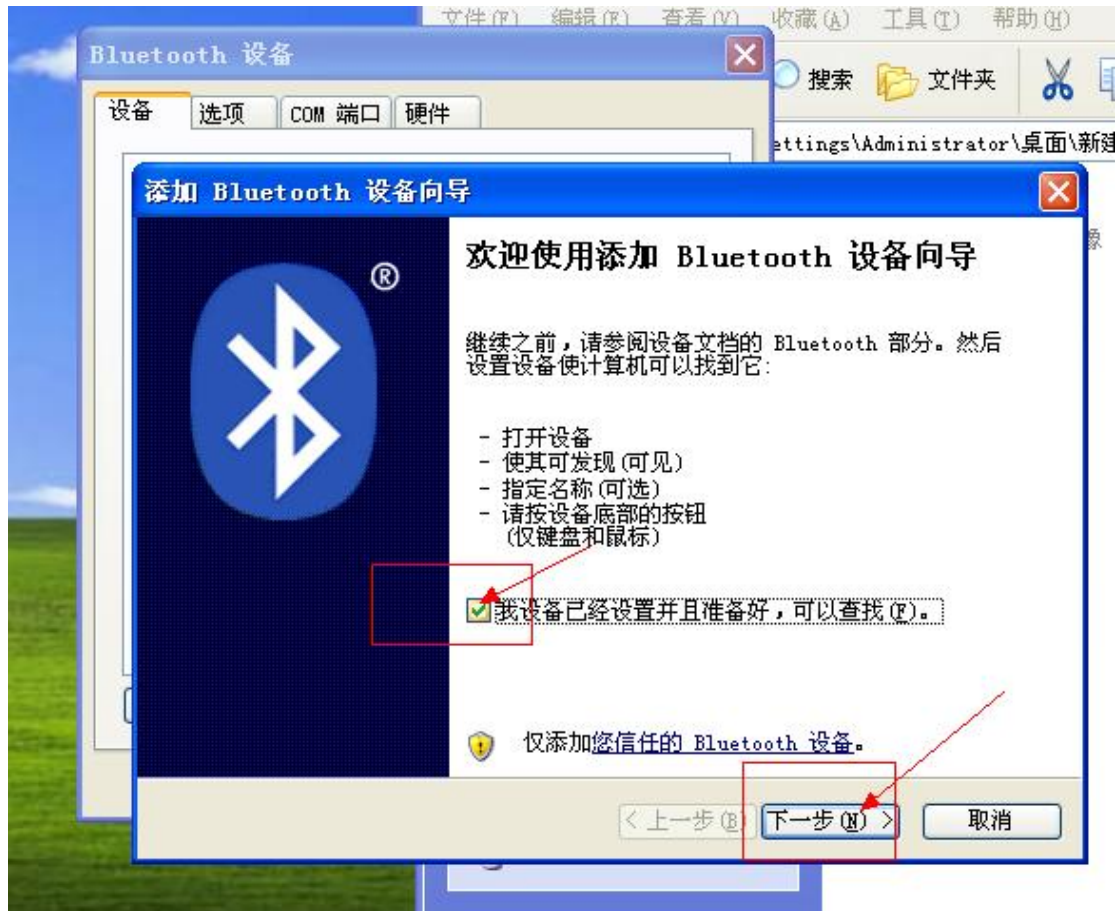 文件(F) 编辑(E) 查看(V) 收藏(A) 工具(T) 帮助(H)
Bluetooth 设备
搜索 文件夹
设备 选项 COM 端口 硬件
ettings\Administrator\桌面\新建
添加 Bluetooth 设备向导
像
®
欢迎使用添加 Bluetooth 设备向导
继续之前，请参阅设备文档的 Bluetooth 部分。然后
设置设备使计算机可以找到它:
- 打开设备
- 使其可发现(可见)
- 指定名称(可选)
- 请按设备底部的按钮
(仅键盘和鼠标)
我设备已经设置并且准备好，可以查找(F)。
仅添加您信任的 Bluetooth 设备。
< 上一步(B) 下一步(N) > 取消